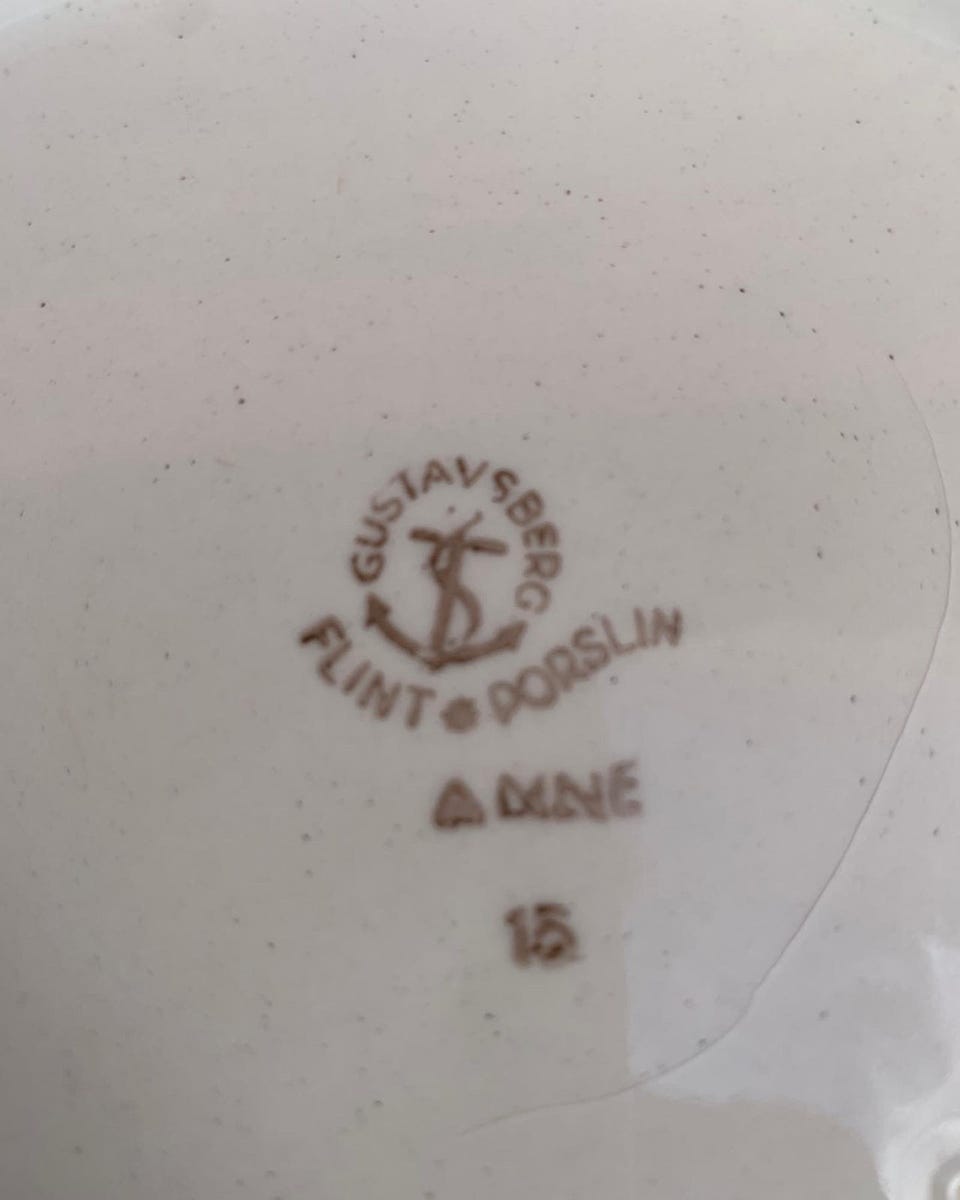 GUSTAVSBERG
FLINT PORSLIN
ANNE
15